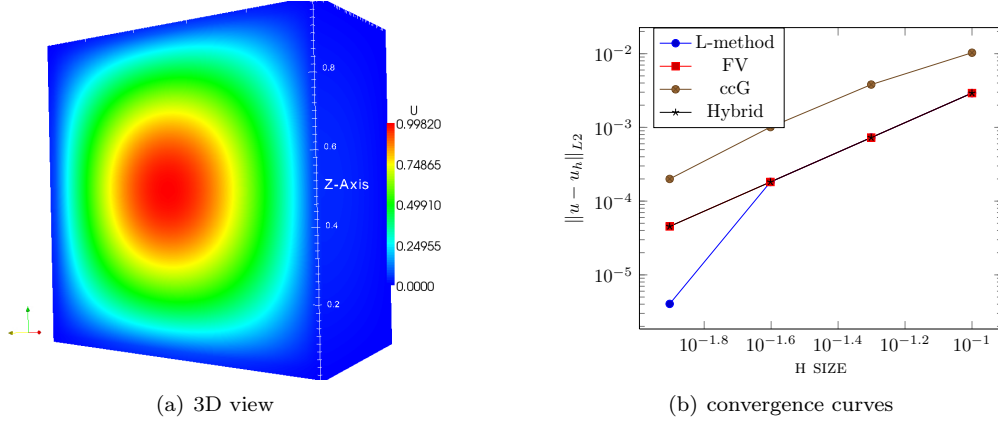 U
0.99820
0.74865
0.49910
0.24955
0.0000
0.8
0.6
Z-Axis
0.4
0.2
(a) 3D view
L-method
FV
ccG
Hybrid
10^{-2}
10^{-3}
10^{-4}
10^{-5}
‖u − u_h‖_{L2}
10^{-1.8}
10^{-1.6}
10^{-1.4}
10^{-1.2}
10^{-1}
H SIZE
(b) convergence curves